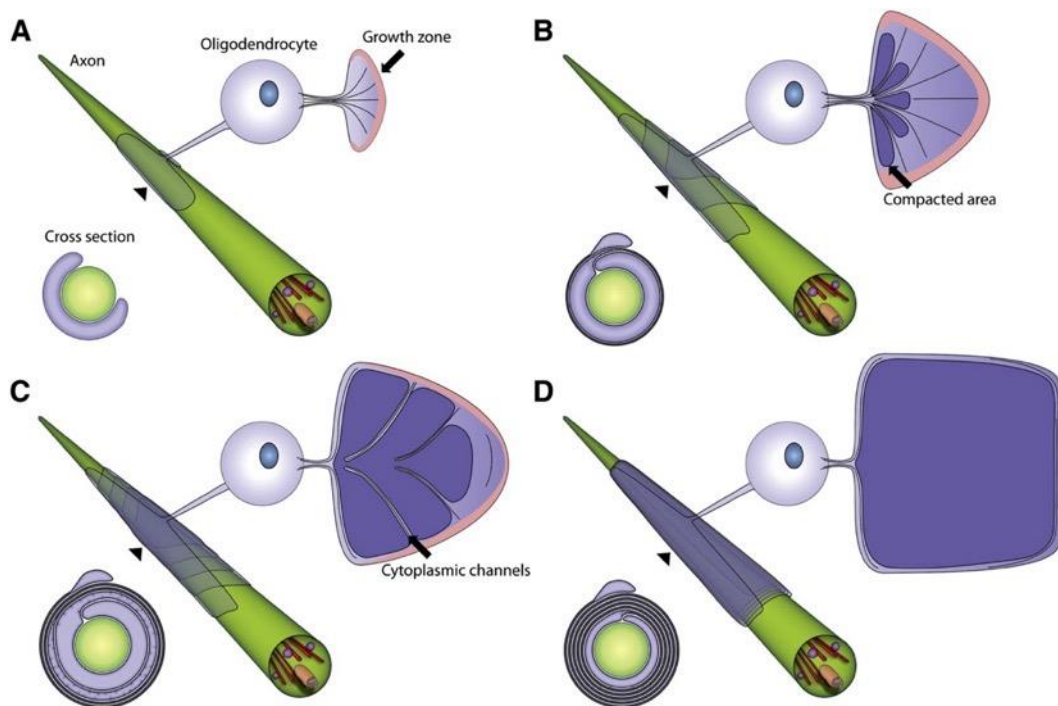 A
Axon
Oligodendrocyte
Growth zone
Cross section
B
Compacted area
C
Cytoplasmic channels
D